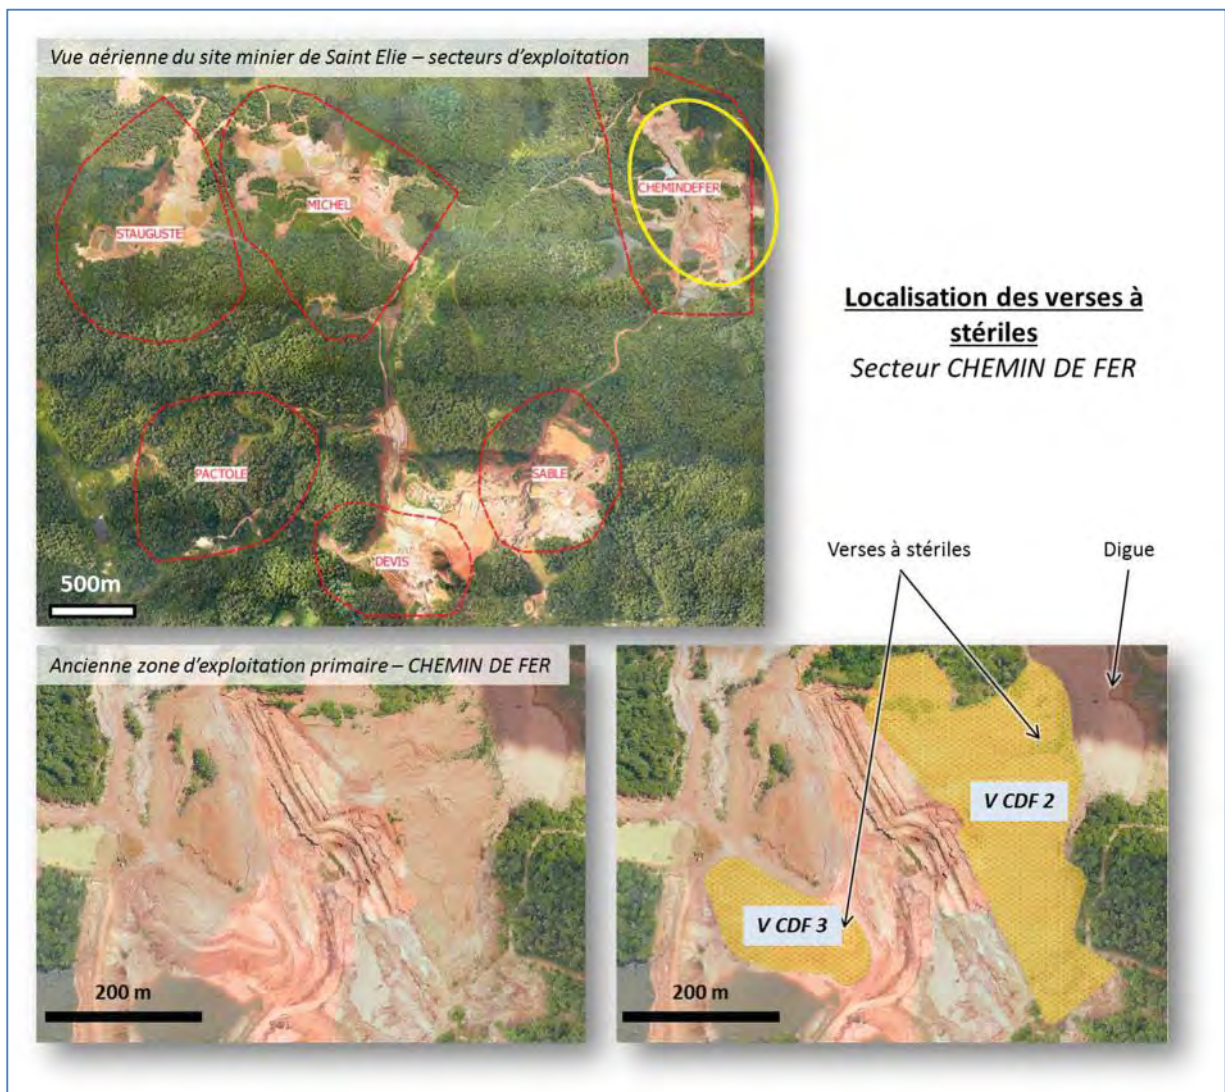 Vue aérienne du site minier de Saint Elie – secteurs d'exploitation
CHEMINDEFER
MICHEL
STAUGUSTE
Localisation des verses à
stériles
Secteur CHEMIN DE FER
PACTOLE
SABLE
DEVIS
500m
Verses à stériles
Digue
Ancienne zone d'exploitation primaire – CHEMIN DE FER
V CDF 2
V CDF 3
200 m
200 m